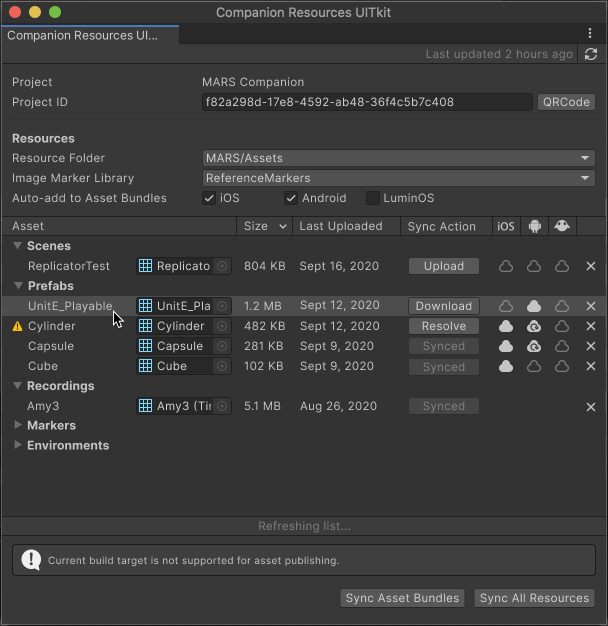 Companion Resources UITkit
Companion Resources UI...
Last updated 2 hours ago
Project MARS Companion
Project ID f82a298d-17e8-4592-ab48-36f4c5b7c408 QRCode
Resources
Resource Folder MARS/Assets
Image Marker Library ReferenceMarkers
Auto-add to Asset Bundles iOS Android LuminOS
Asset Size Last Uploaded Sync Action iOS
Scenes
ReplicatorTest Replicato 804 KB Sept 16, 2020 Upload
Prefabs
UnitE_Playable UnitE_Pla 1.2 MB Sept 12, 2020 Download
Cylinder Cylinder 482 KB Sept 12, 2020 Resolve
Capsule Capsule 281 KB Sept 9, 2020 Synced
Cube Cube 102 KB Sept 9, 2020 Synced
Recordings
Amy3 Amy3 (Tir 5.1 MB Aug 26, 2020 Synced
Markers
Environments
Refreshing list...
Current build target is not supported for asset publishing.
Sync Asset Bundles Sync All Resources